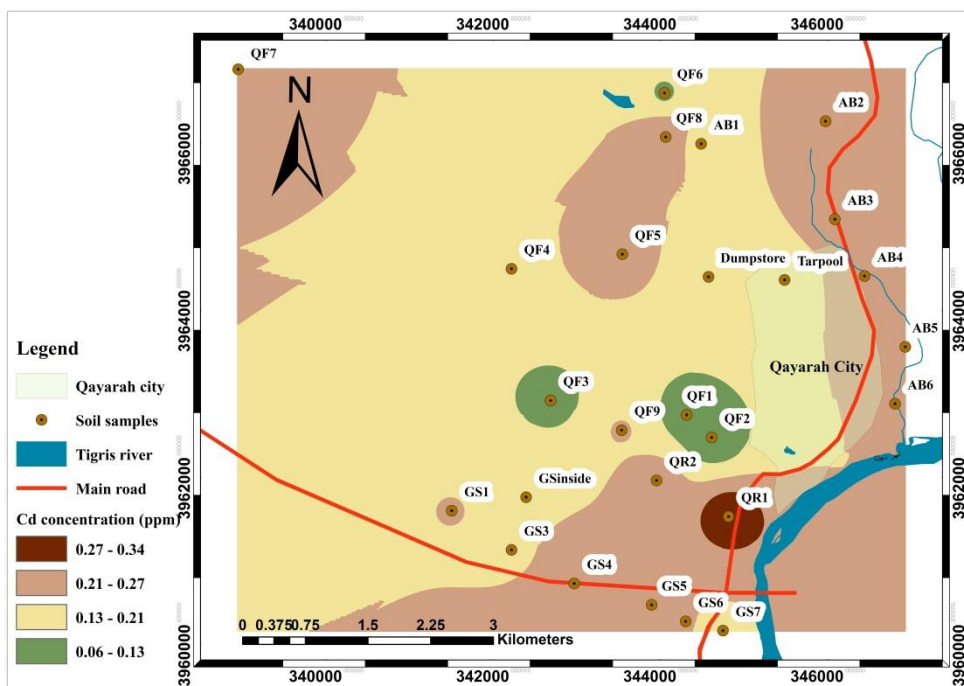 340000 342000 344000 346000
QF7
QF6
N
QF8 AB1 AB2
3966000
AB3
QF5
QF4 Dumpstore Tarpool AB4
3964000
AB5
Legend
Qayarah City
Qayarah city
QF3 AB6
QF1
Soil samples
QF9 QF2
Tigris river
QR2
Main road
GSinside
3962000
GS1 QR1
Cd concentration (ppm)
GS3
0.27 - 0.34
GS4
0.21 - 0.27
GS5 GS6 GS7
0.13 - 0.21
0 0.375 0.75 1.5 2.25 3
Kilometers
0.06 - 0.13
3960000
340000 342000 344000 346000
3966000
3964000
3962000
3960000